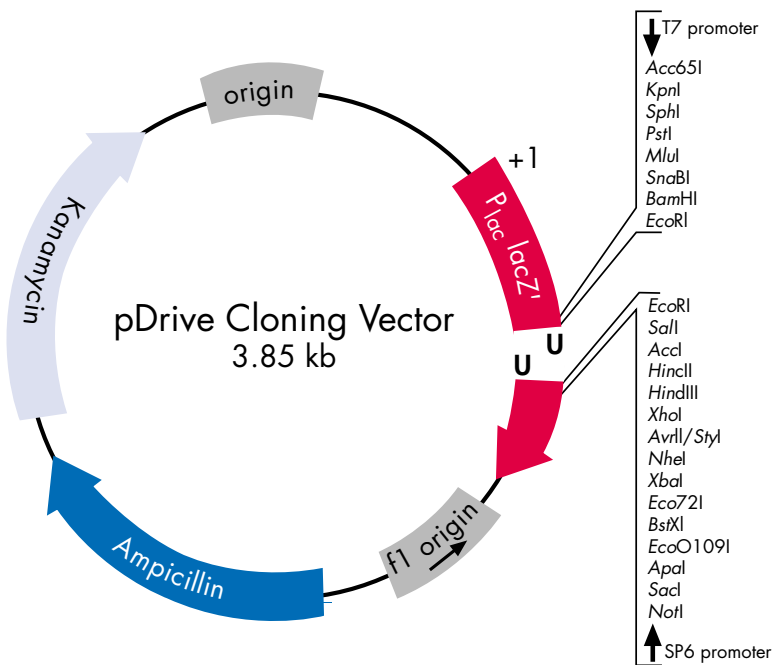 T7 promoter
Acc65I
KpnI
SphI
PstI
MluI
SnaBI
BamHI
EcoRI
origin
+1
Plac lacZ'
Kanamycin
pDrive Cloning Vector
3.85 kb
U
U
EcoRI
SalI
AccI
HincII
HindIII
XhoI
AvrII/StyI
NheI
XbaI
Eco72I
BstXI
EcoO109I
ApaI
SacI
NotI
SP6 promoter
f1 origin
Ampicillin